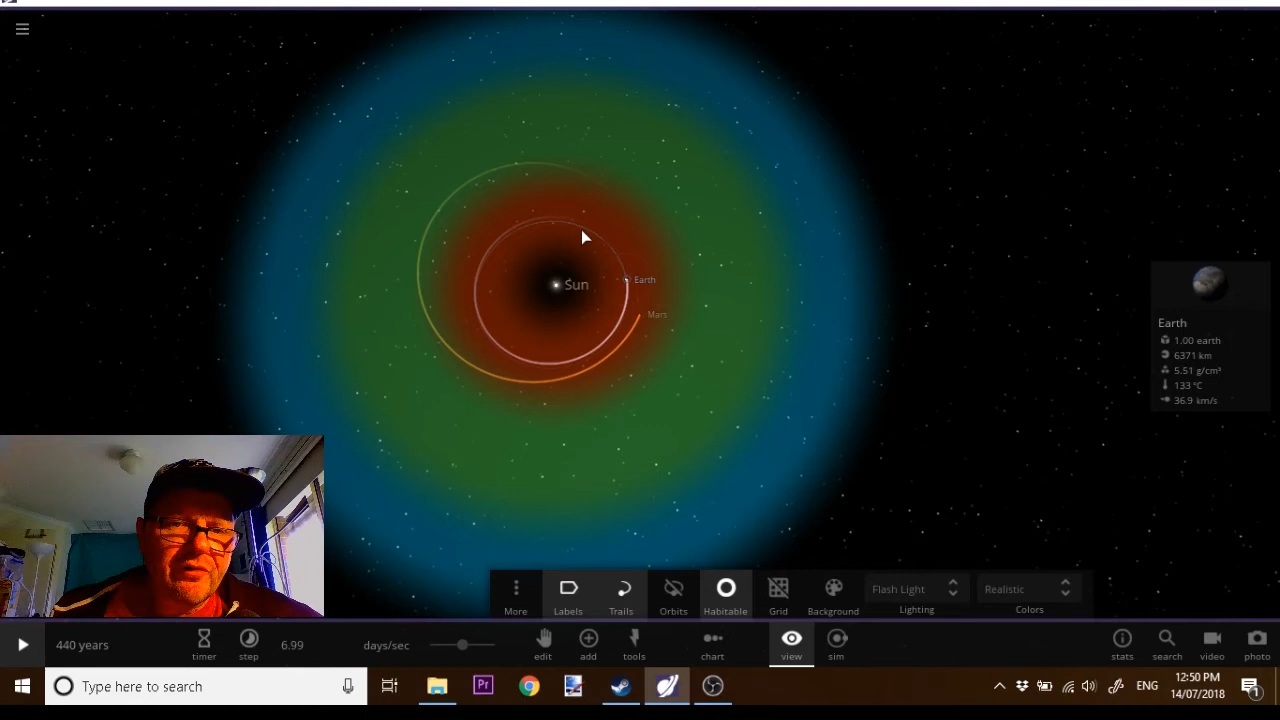 Sun
Earth
Mars
Earth
1.00 earth
6371 km
5.51 g/cm³
133 °C
36.9 km/s
More
Labels
Trails
Orbits
Habitable
Grid
Background
Flash Light
Lighting
Realistic
Colors
440 years
timer
step
6.99
days/sec
edit
add
tools
chart
view
sim
stats
search
video
photo
Type here to search
Pr
ENG
12:50 PM
14/07/2018
1